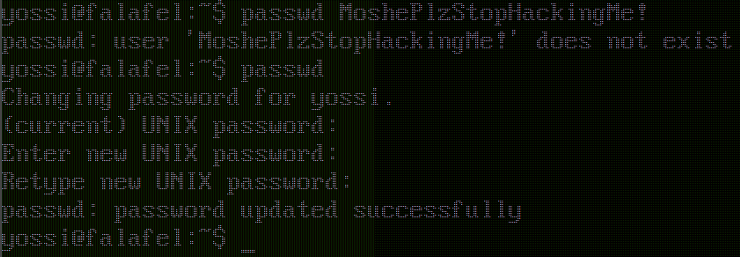 yossi@falafel:~$ passwd MoshePlzStopHackingMe!
passwd: user 'MoshePlzStopHackingMe!' does not exist
yossi@falafel:~$ passwd
Changing password for yossi.
(current) UNIX password:
Enter new UNIX password:
Retype new UNIX password:
passwd: password updated successfully
yossi@falafel:~$ _